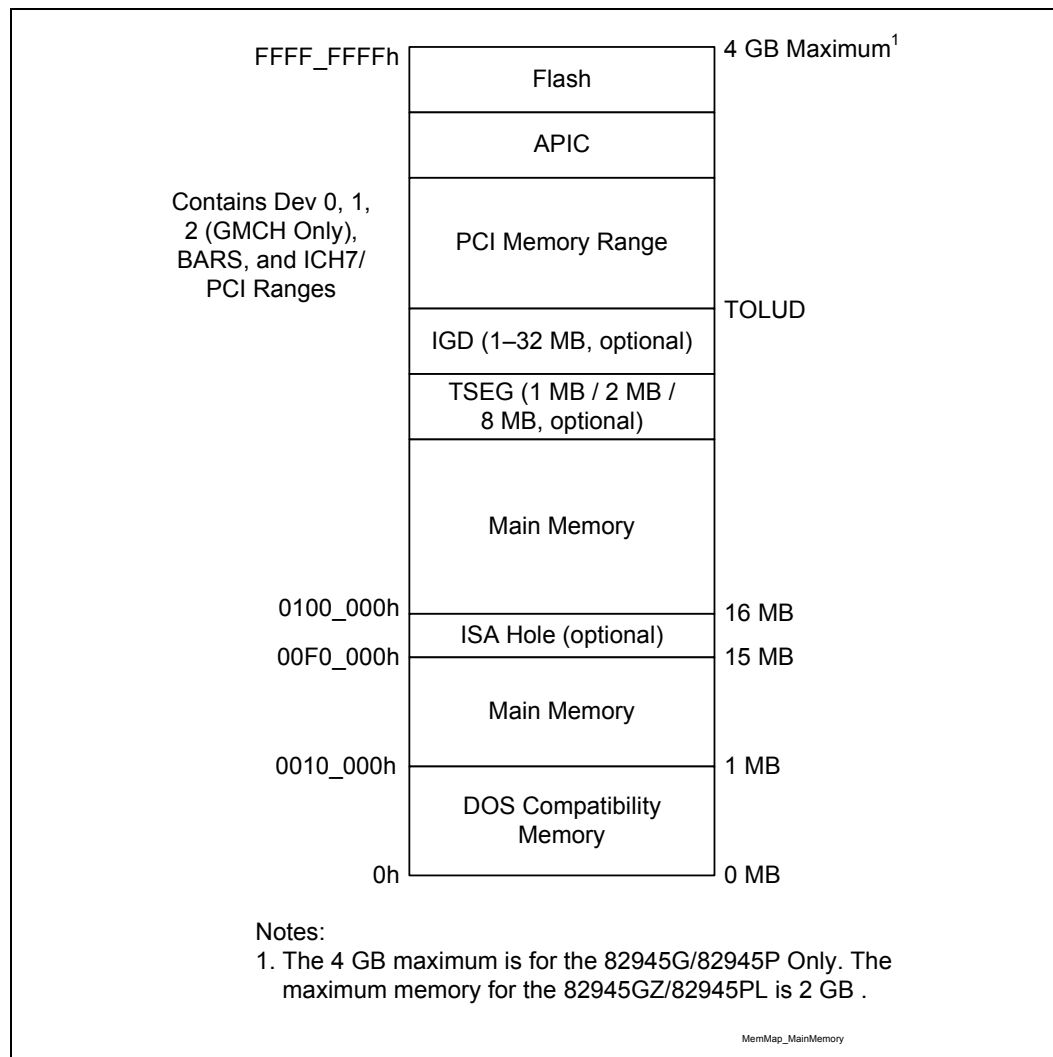 FFFF_FFFFh
4 GB Maximum1
Flash
APIC
Contains Dev 0, 1,
2 (GMCH Only),
BARS, and ICH7/
PCI Ranges
PCI Memory Range
TOLUD
IGD (1–32 MB, optional)
TSEG (1 MB / 2 MB /
8 MB, optional)
Main Memory
0100_000h
16 MB
ISA Hole (optional)
00F0_000h
15 MB
Main Memory
0010_000h
1 MB
DOS Compatibility
Memory
0h
0 MB
Notes:
1. The 4 GB maximum is for the 82945G/82945P Only. The
maximum memory for the 82945GZ/82945PL is 2 GB .
MemMap_MainMemory